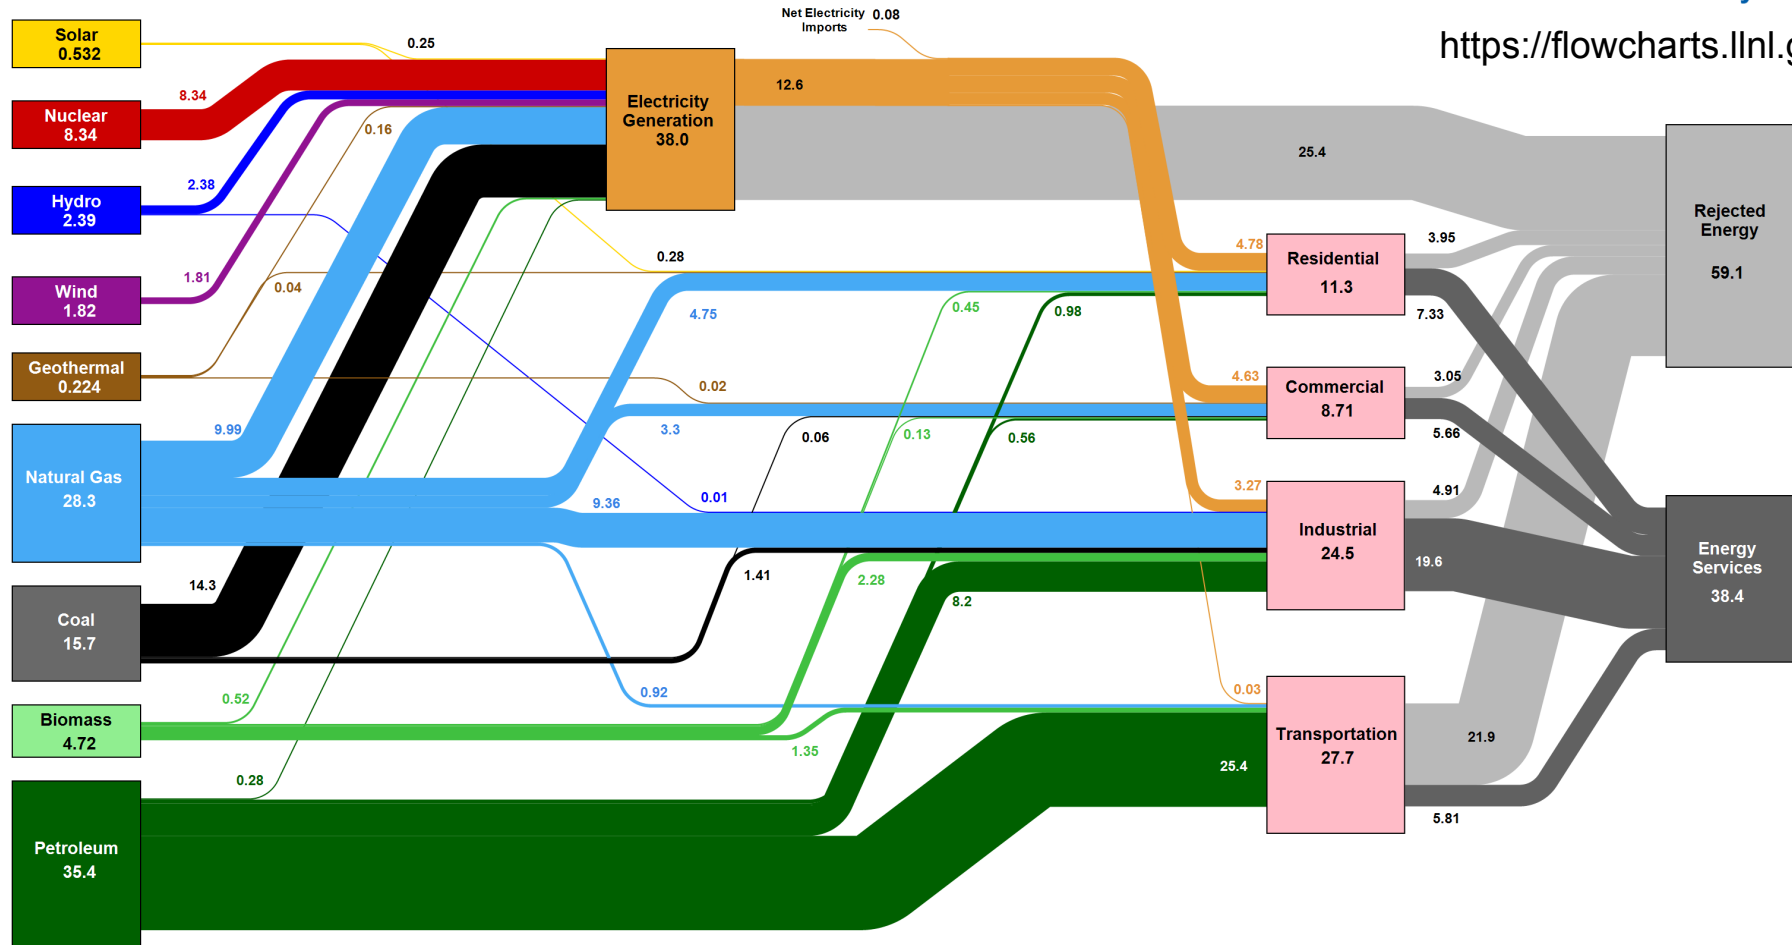 https://flowcharts.llnl.g
Net Electricity 0.08
Imports
Solar
0.532
0.25
Nuclear
8.34
8.34
Hydro
2.39
2.38
Wind
1.82
1.81
Geothermal
0.224
0.16
0.04
Natural Gas
28.3
9.99
Coal
15.7
14.3
Biomass
4.72
0.52
Petroleum
35.4
0.28
Electricity
Generation
38.0
12.6
25.4
0.28
4.75
0.45
0.98
0.02
3.3
0.06
0.13
0.56
9.36
0.01
1.41
2.28
8.2
0.92
1.35
25.4
4.78
4.63
3.27
0.03
Residential
11.3
Commercial
8.71
Industrial
24.5
Transportation
27.7
3.95
7.33
3.05
5.66
4.91
19.6
21.9
5.81
Rejected
Energy
59.1
Energy
Services
38.4